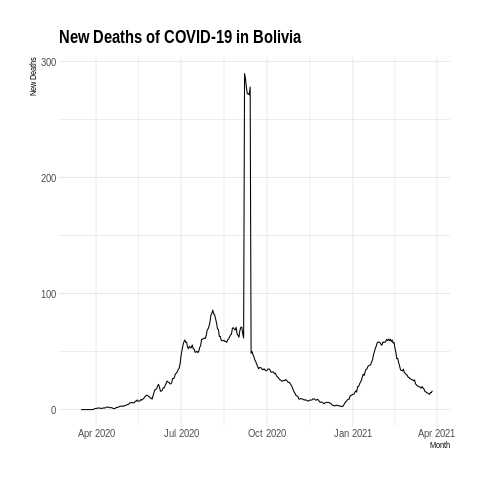 New Deaths of COVID-19 in Bolivia
New Deaths
300
200
100
0
Apr 2020 Jul 2020 Oct 2020 Jan 2021 Apr 2021
Month